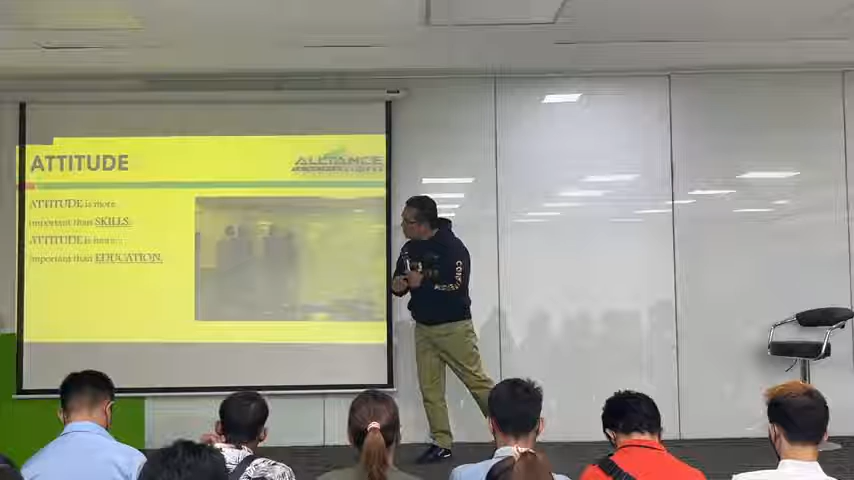 ATTITUDE
ALLIANCE
ATTITUDE is more
important than SKILLS.
ATTITUDE is more
important than EDUCATION.